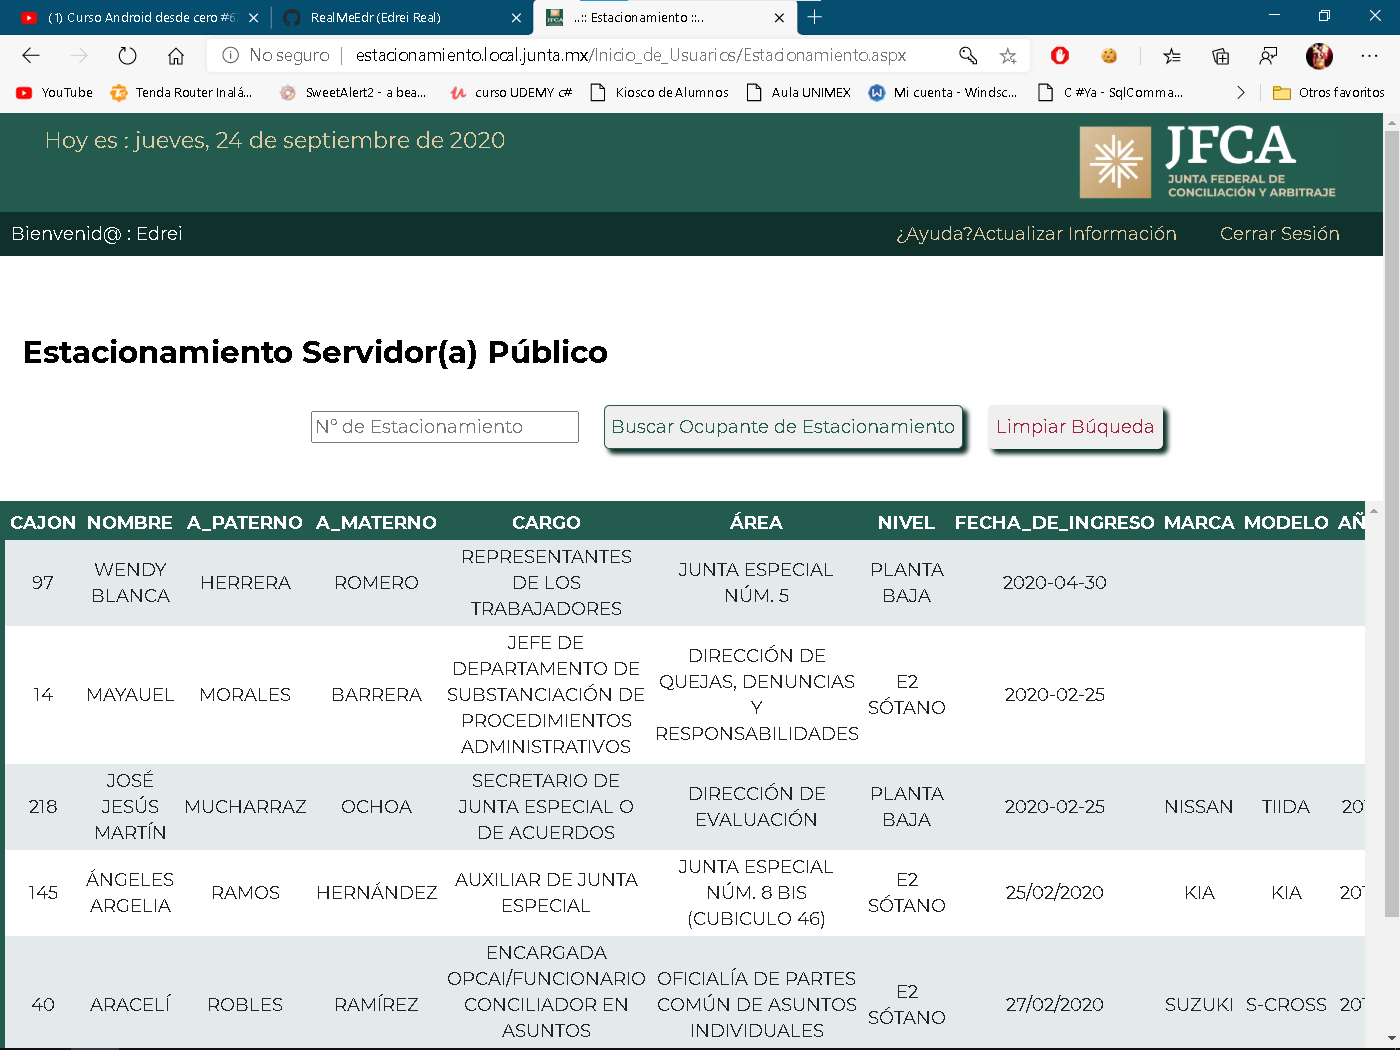 (1) Curso Android desde cero #6
RealMeEdr (Edrei Real)
..:: Estacionamiento ::..
No seguro
estacionamiento.local.junta.mx/Inicio_de_Usuarios/Estacionamiento.aspx
YouTube
Tenda Router Inalá...
SweetAlert2 - a bea...
curso UDEMY c#
Kiosco de Alumnos
Aula UNIMEX
Mi cuenta - Windsc...
C #Ya - SqlComma...
Otros favoritos
Hoy es : jueves, 24 de septiembre de 2020
JFCA
JUNTA FEDERAL DE
CONCILIACIÓN Y ARBITRAJE
Bienvenid@ : Edrei
¿Ayuda?Actualizar Información
Cerrar Sesión
Estacionamiento Servidor(a) Público
N° de Estacionamiento
Buscar Ocupante de Estacionamiento
Limpiar Búqueda
CAJON NOMBRE A_PATERNO A_MATERNO CARGO ÁREA NIVEL FECHA_DE_INGRESO MARCA MODELO AÑ
97
WENDY
BLANCA
HERRERA
ROMERO
REPRESENTANTES
DE LOS
TRABAJADORES
JUNTA ESPECIAL
NÚM. 5
PLANTA
BAJA
2020-04-30
14
MAYAUEL
MORALES
BARRERA
JEFE DE
DEPARTAMENTO DE
SUBSTANCIACIÓN DE
PROCEDIMIENTOS
ADMINISTRATIVOS
DIRECCIÓN DE
QUEJAS, DENUNCIAS
Y
RESPONSABILIDADES
E2
SÓTANO
2020-02-25
218
JOSÉ
JESÚS
MARTÍN
MUCHARRAZ
OCHOA
SECRETARIO DE
JUNTA ESPECIAL O
DE ACUERDOS
DIRECCIÓN DE
EVALUACIÓN
PLANTA
BAJA
2020-02-25
NISSAN
TIIDA
201
145
ÁNGELES
ARGELIA
RAMOS
HERNÁNDEZ
AUXILIAR DE JUNTA
ESPECIAL
JUNTA ESPECIAL
NÚM. 8 BIS
(CUBICULO 46)
E2
SÓTANO
25/02/2020
KIA
KIA
201
40
ARACELÍ
ROBLES
RAMÍREZ
ENCARGADA
OPCAI/FUNCIONARIO
CONCILIADOR EN
ASUNTOS
OFICIALÍA DE PARTES
COMÚN DE ASUNTOS
INDIVIDUALES
E2
SÓTANO
27/02/2020
SUZUKI
S-CROSS
201